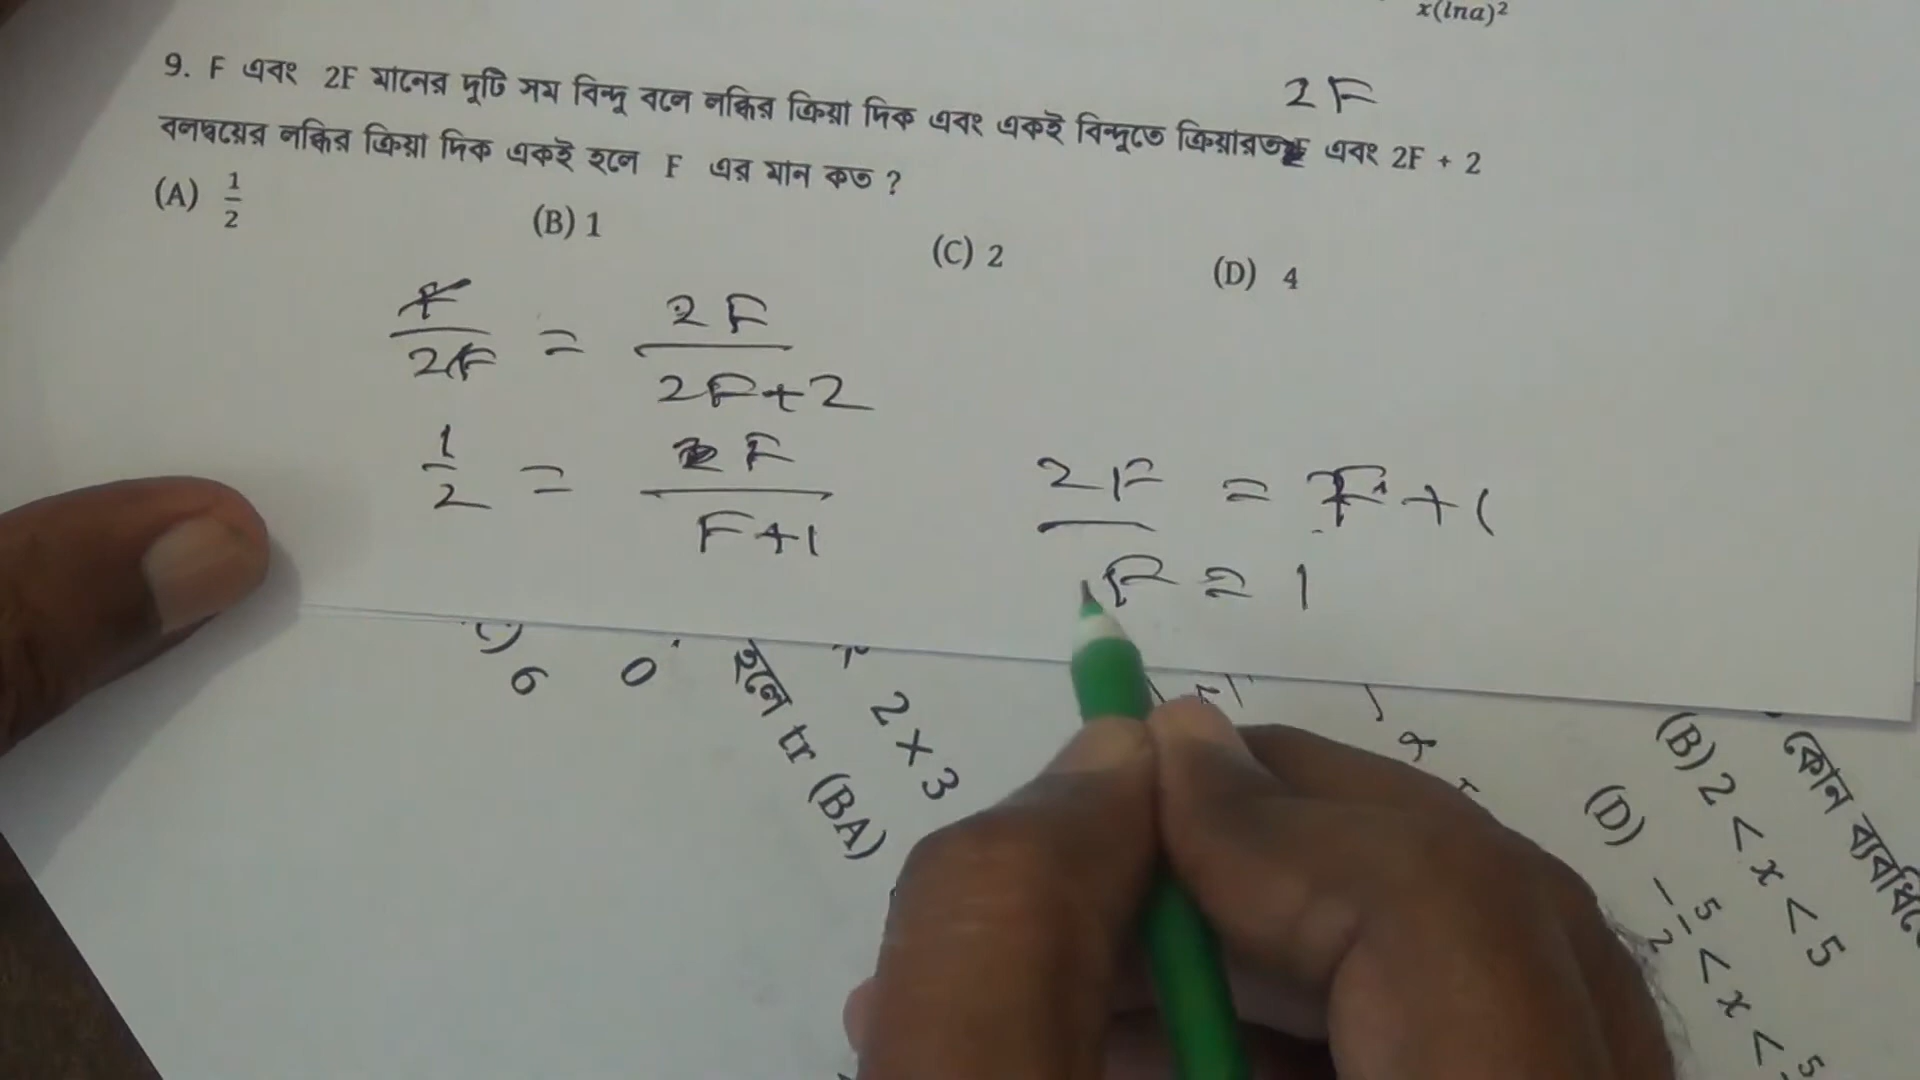 x(lna)²
2F
9. F এবং 2F মানের দুটি সম বিন্দু বলে লব্ধির ক্রিয়া দিক এবং একই বিন্দুতে ক্রিয়ারত এবং 2F + 2
বলদ্বয়ের লব্ধির ক্রিয়া দিক একই হলে F এর মান কত ?
(A) 1/2 (B) 1 (C) 2 (D) 4
F/2F = 2F/2F+2
1/2 = F/F+1
2F = F+1
F = 1
6 0
হলে tr (BA)
2 × 3
কোন ব্যবধি
(B) 2 < x < 5
(D) -5/2 < x < 5